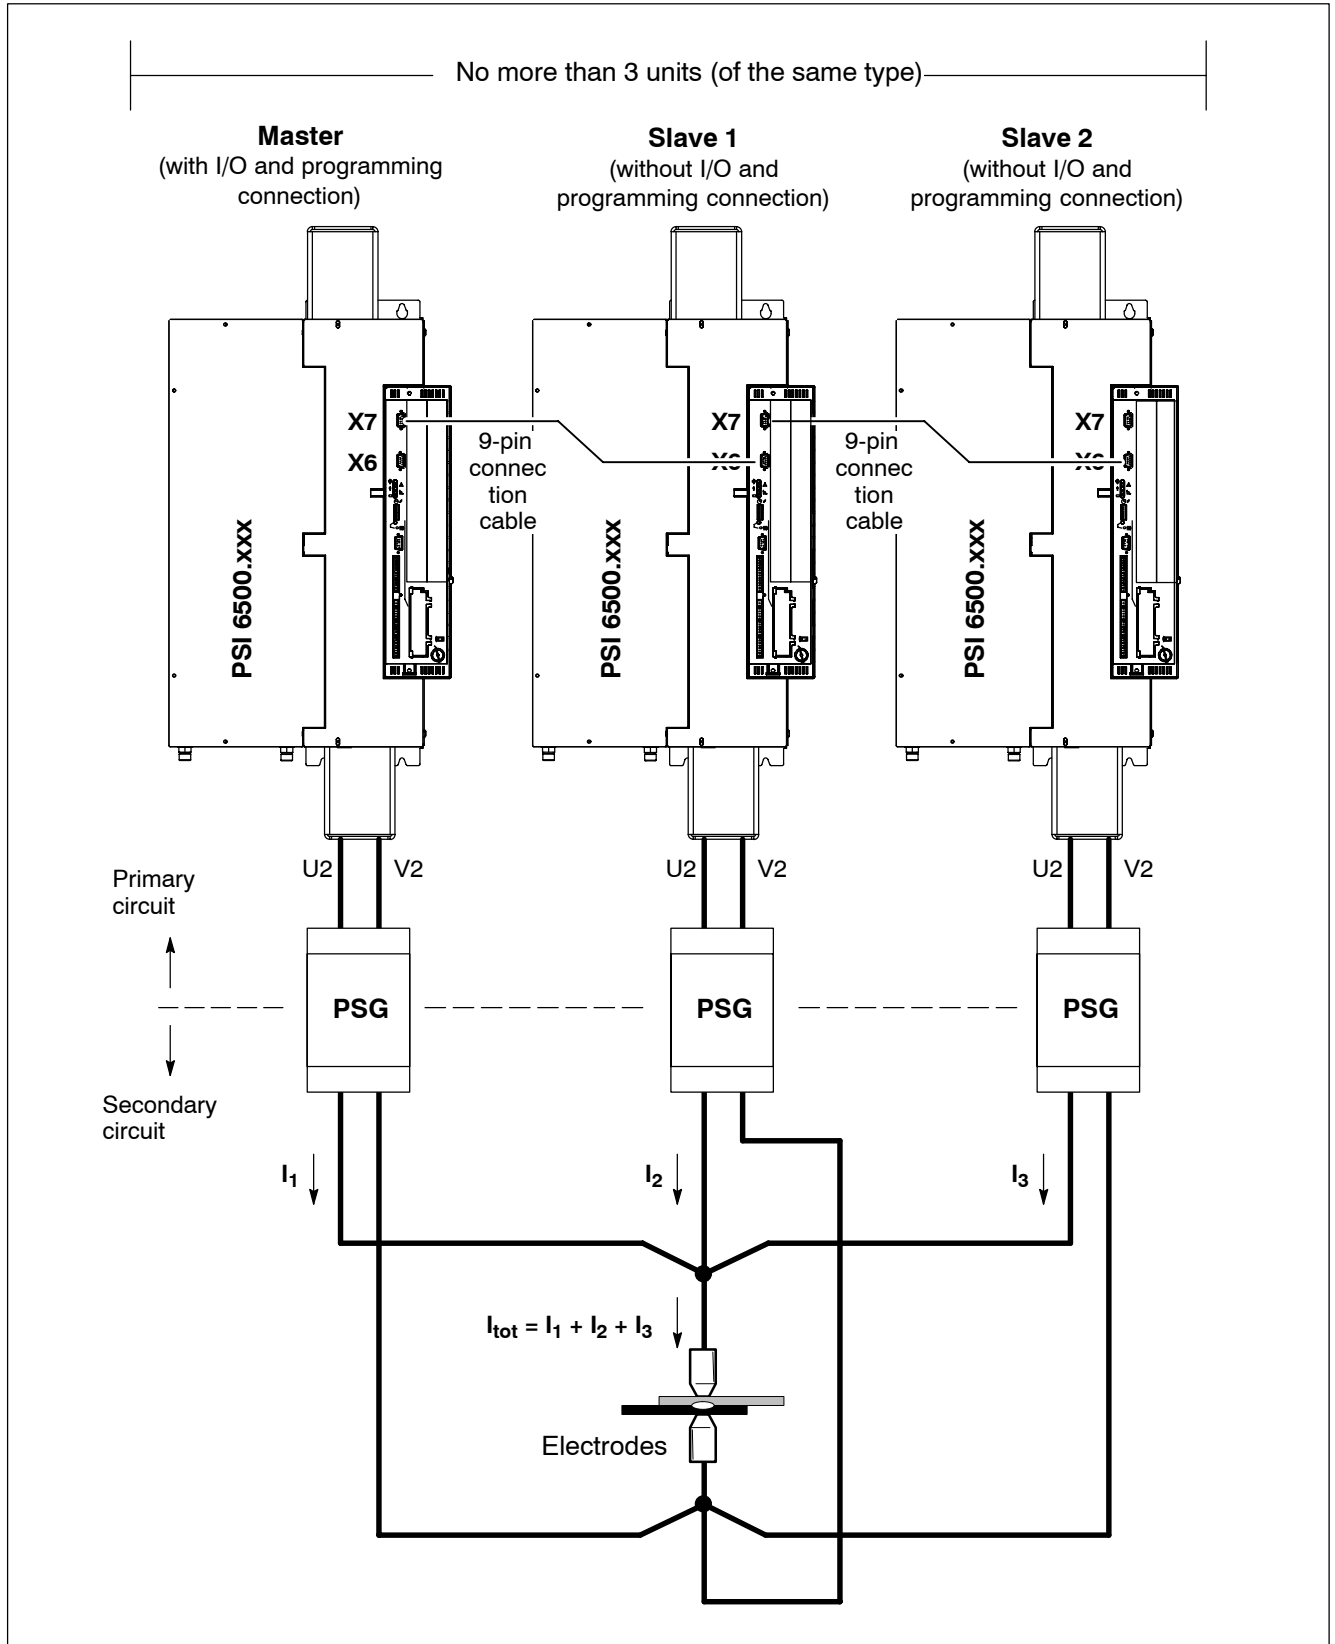 No more than 3 units (of the same type)
Master
(with I/O and programming
connection)
Slave 1
(without I/O and
programming connection)
Slave 2
(without I/O and
programming connection)
X7
X6
9-pin
connec
tion
cable
X7
X6
9-pin
connec
tion
cable
X7
X6
PSI 6500.xxx
PSI 6500.xxx
PSI 6500.xxx
U2
V2
U2
V2
U2
V2
Primary
circuit
PSG
PSG
PSG
Secondary
circuit
I1
I2
I3
Itot = I1 + I2 + I3
Electrodes